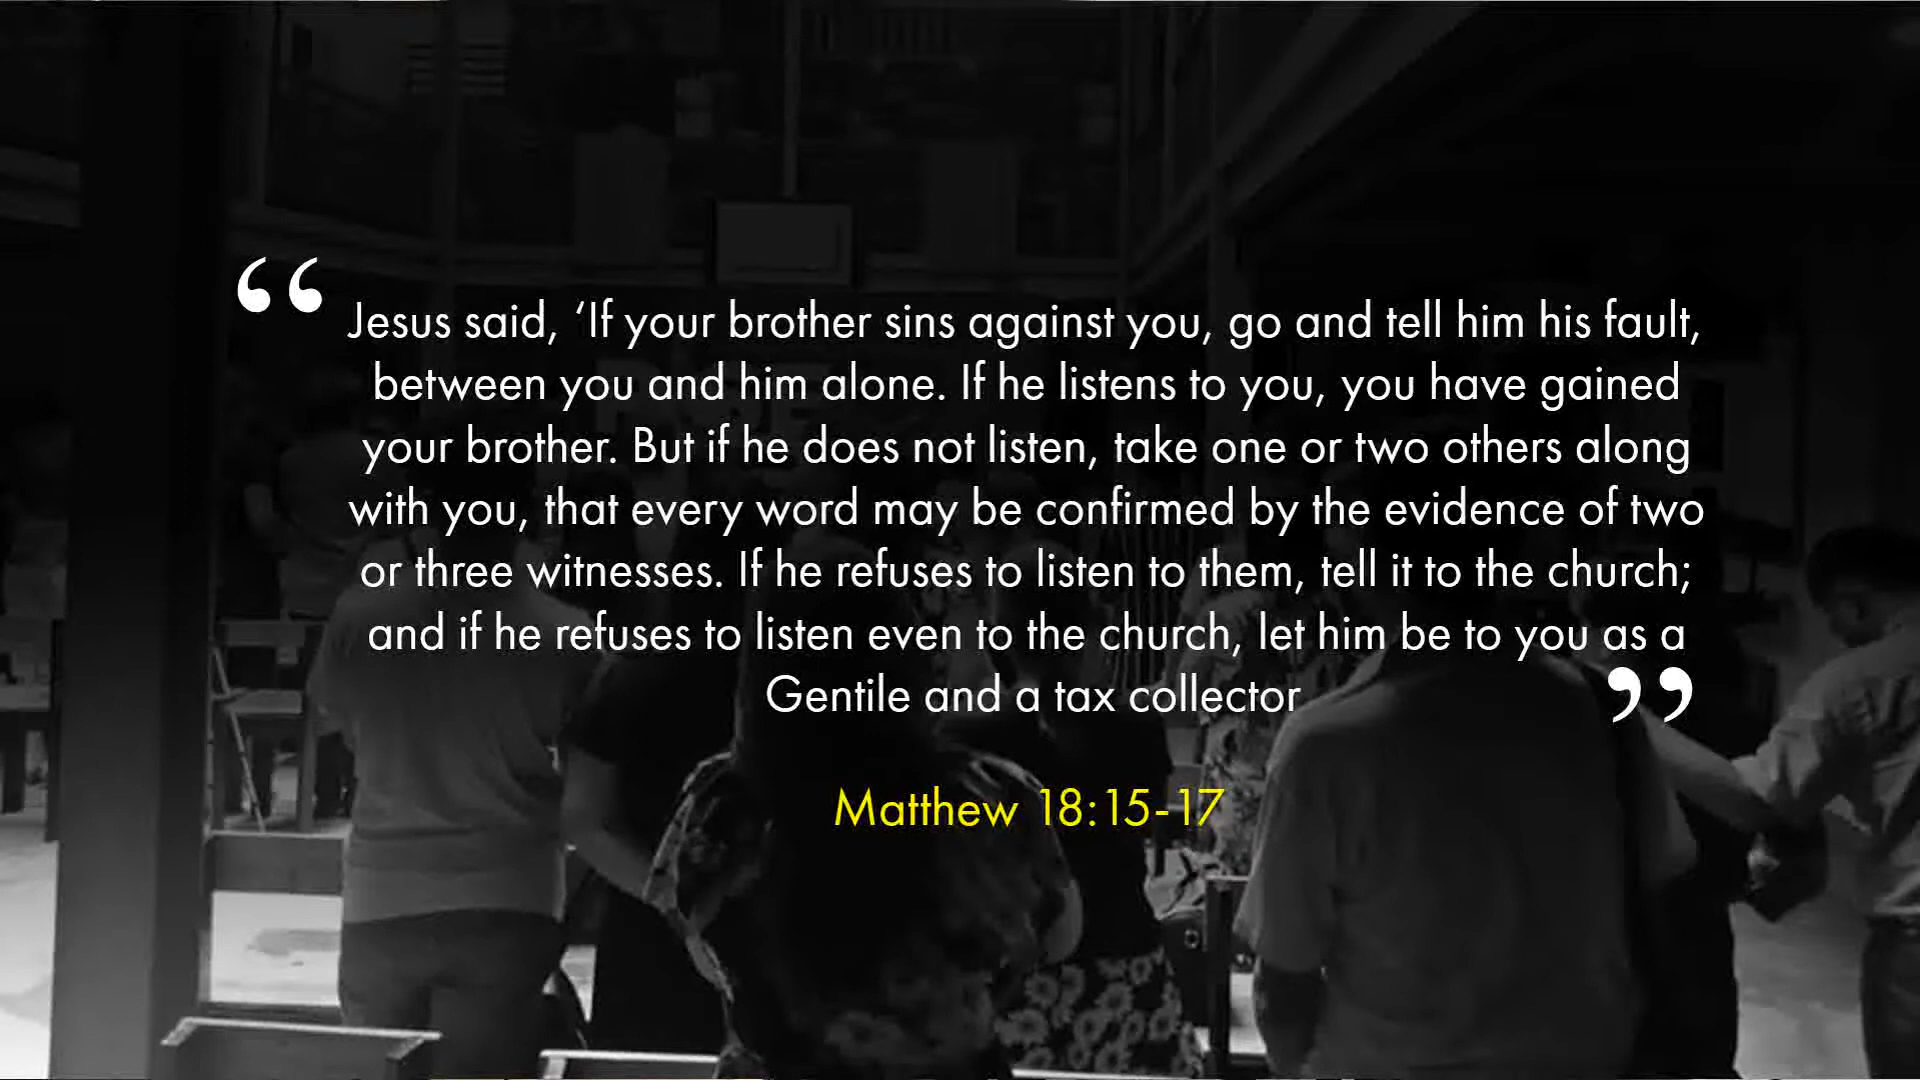 “Jesus said, ‘If your brother sins against you, go and tell him his fault,
between you and him alone. If he listens to you, you have gained
your brother. But if he does not listen, take one or two others along
with you, that every word may be confirmed by the evidence of two
or three witnesses. If he refuses to listen to them, tell it to the church;
and if he refuses to listen even to the church, let him be to you as a
Gentile and a tax collector”
Matthew 18:15-17